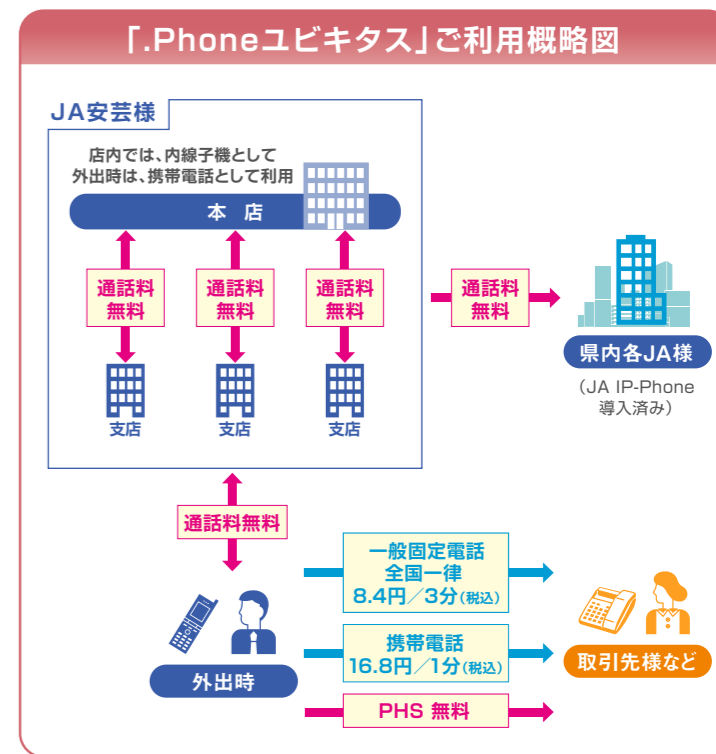 「.Phoneユビキタス」ご利用概略図
JA安芸様
店内では、内線子機として
外出時は、携帯電話として利用
本 店
通話料
無料
通話料
無料
通話料
無料
支店
支店
支店
通話料
無料
県内各JA様
（JA IP-Phone
導入済み）
通話料無料
外出時
一般固定電話
全国一律
8.4円／3分(税込)
携帯電話
16.8円／1分(税込)
PHS 無料
取引先様など